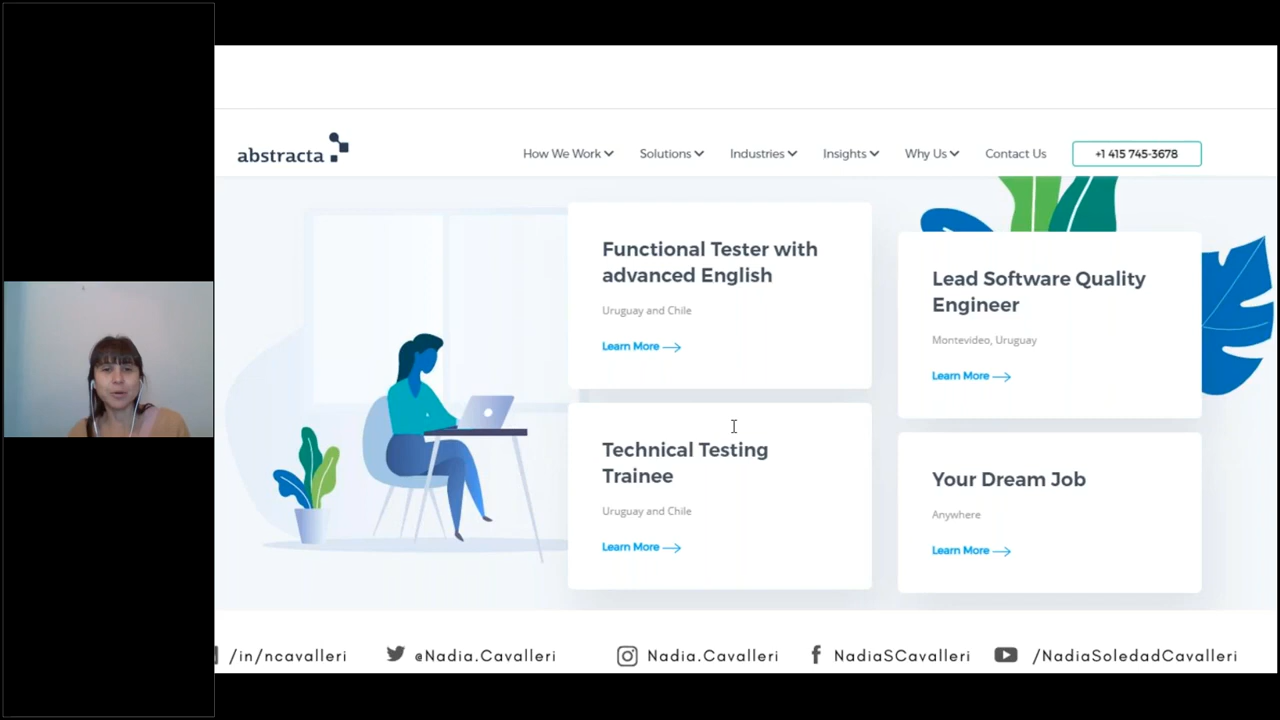 abstracta
How We Work
Solutions
Industries
Insights
Why Us
Contact Us
+1 415 745-3678
Functional Tester with
advanced English
Uruguay and Chile
Learn More
Lead Software Quality
Engineer
Montevideo, Uruguay
Learn More
Technical Testing
Trainee
Uruguay and Chile
Learn More
Your Dream Job
Anywhere
Learn More
/in/ncavalleri
@Nadia.Cavalleri
Nadia.Cavalleri
NadiaSCavalleri
/NadiaSoledadCavalleri